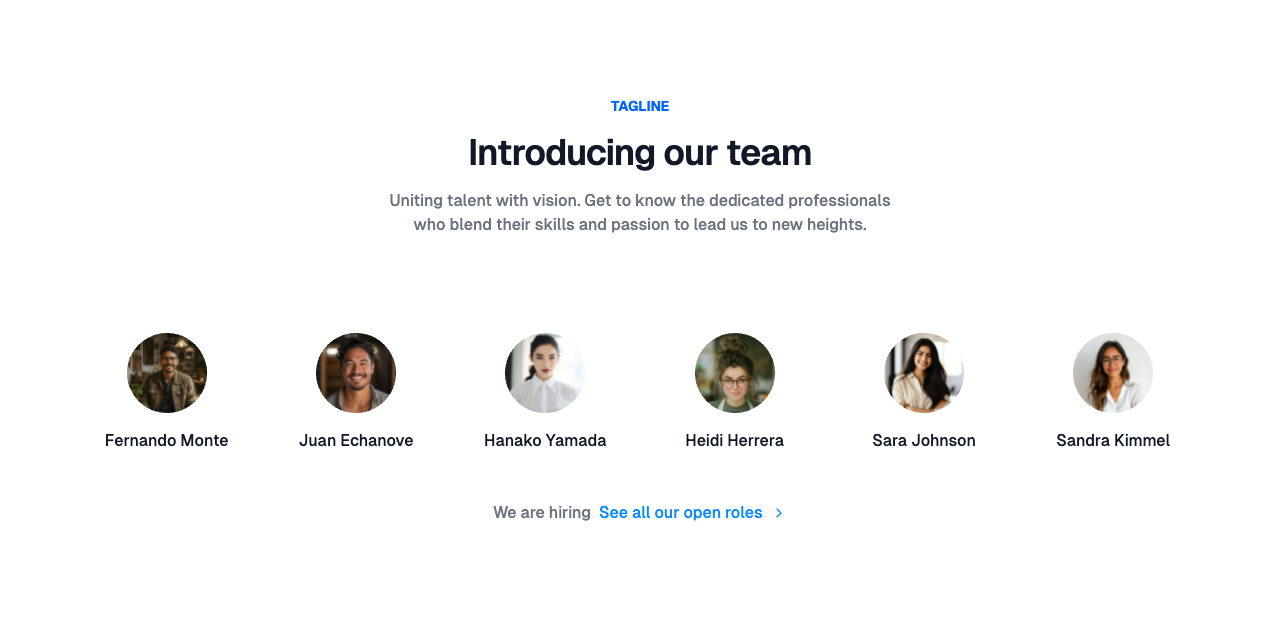 TAGLINE
Introducing our team
Uniting talent with vision. Get to know the dedicated professionals
who blend their skills and passion to lead us to new heights.
Fernando Monte
Juan Echanove
Hanako Yamada
Heidi Herrera
Sara Johnson
Sandra Kimmel
We are hiring See all our open roles